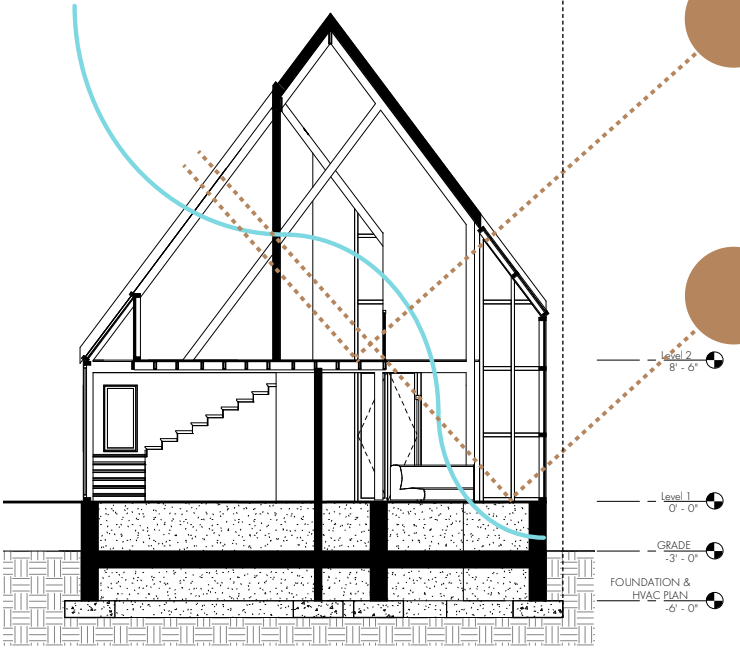 Level 2
8' - 6"
Level 1
0' - 0"
GRADE
-3' - 0"
FOUNDATION &
HVAC PLAN
-6' - 0"